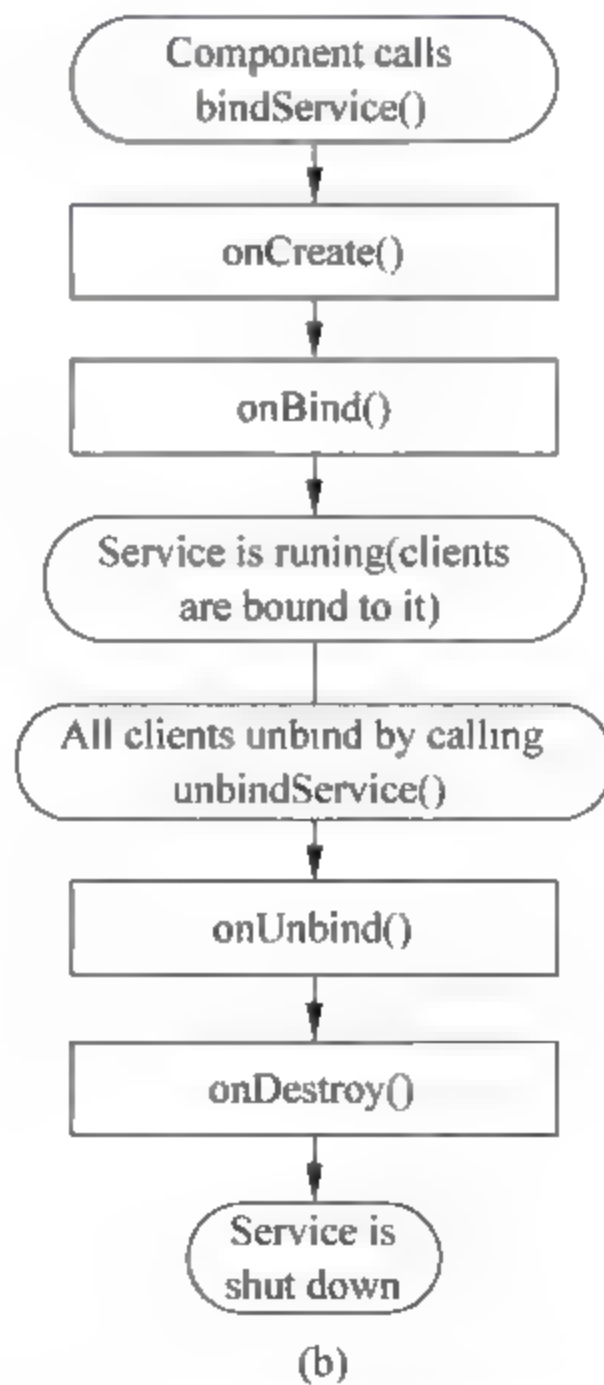 Component calls
bindService()
onCreate()
onBind()
Service is runing(clients
are bound to it)
All clients unbind by calling
unbindService()
onUnbind()
onDestroy()
Service is
shut down
(b)